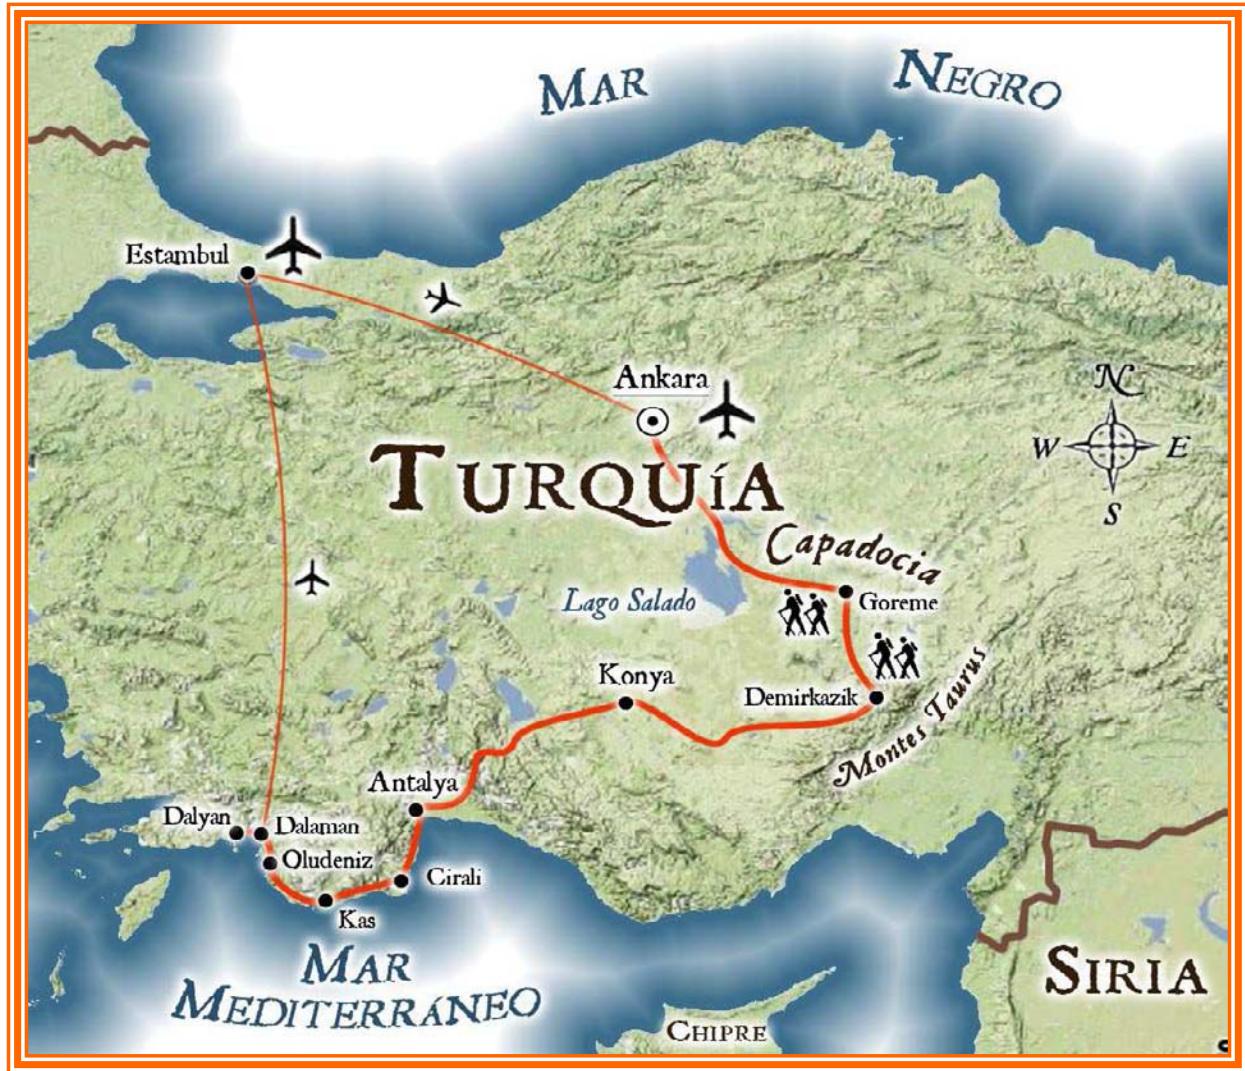 MAR NEGRO
Estambul
Ankara
N
W E
S
TURQUÍA
Capadocia
Lago Salado
Goreme
Konya
Demirkazik
Montes Taurus
Antalya
Dalyan
Dalaman
Oludeniz
Cirali
Kas
MAR
MEDITERRÁNEO
SIRIA
CHIPRE